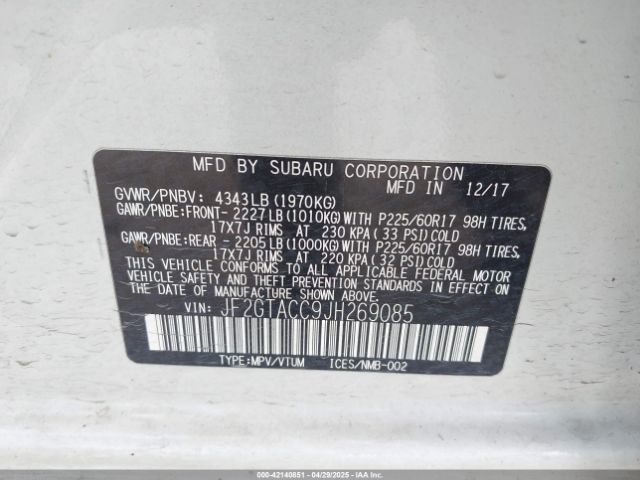 MFD BY SUBARU CORPORATION
MFD. IN 12/17
GVWR/PNBV: 4343LB (1970KG)
GAWR/PNBE: FRONT- 2227LB (1010KG) WITH P225/60R17 98H TIRES,
17X7J RIMS AT 230 KPA ( 33 PSI) COLD
GAWR/PNBE: REAR - 2205LB (1000KG) WITH P225/60R17 98H TIRES,
17X7J RIMS AT 220 KPA ( 32 PSI) COLD
THIS VEHICLE CONFORMS TO ALL APPLICABLE FEDERAL MOTOR
VEHICLE SAFETY AND THEFT PREVENTION STANDARDS IN EFFECT
ON THE DATE OF MANUFACTURE SHOWN ABOVE.
VIN: JF2GTACC9JH269085
TYPE:MPV/VTUM ICES/NMB-002
000-42140851 - 04/29/2025 - IAAI.COM